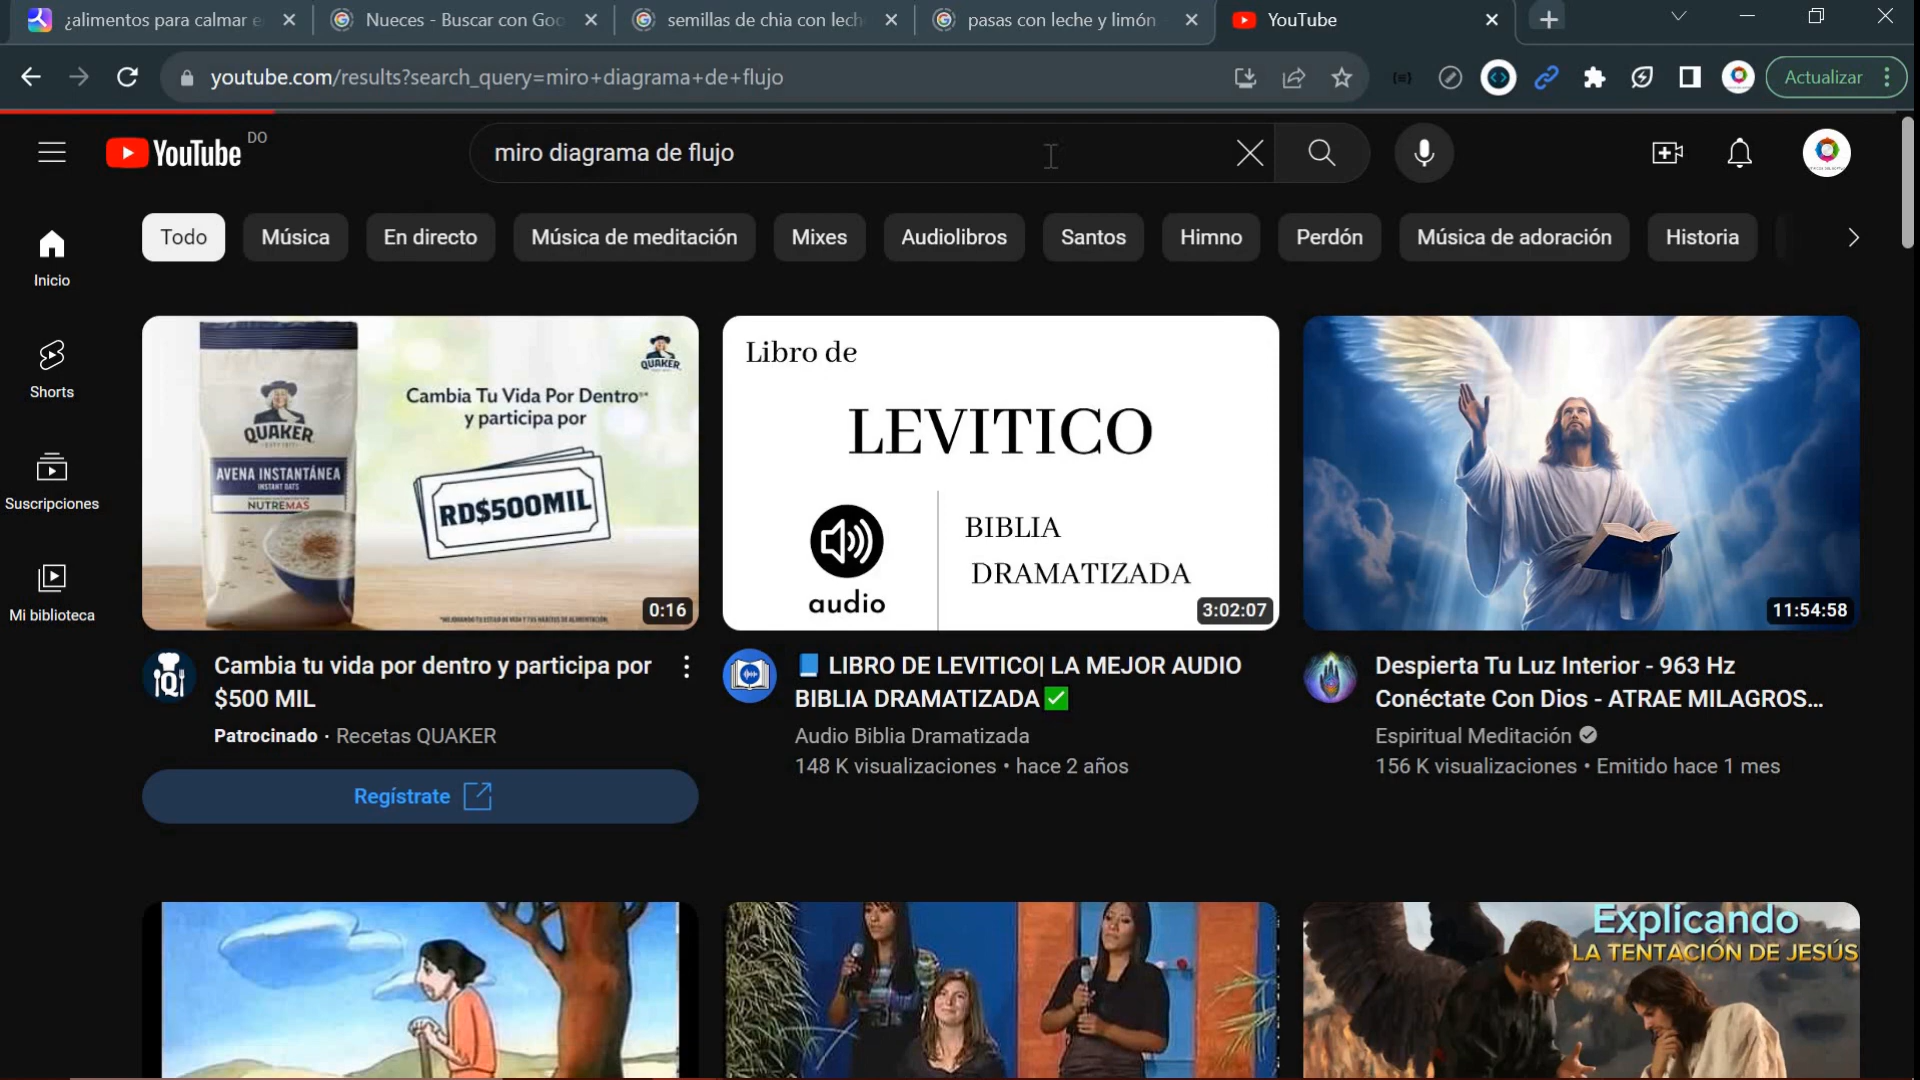 ¿alimentos para calmar e
Nueces - Buscar con Goo
semillas de chia con lech
pasas con leche y limón
YouTube
youtube.com/results?search_query=miro+diagrama+de+flujo
Actualizar
YouTube DO
miro diagrama de flujo
Todo
Música
En directo
Música de meditación
Mixes
Audiolibros
Santos
Himno
Perdón
Música de adoración
Historia
Inicio
Shorts
Suscripciones
Mi biblioteca
QUAKER
AVENA INSTANTÁNEA
INSTANT OATS
NUTREMAS
QUAKER
Cambia Tu Vida Por Dentro
y participa por
RD$500MIL
0:16
Cambia tu vida por dentro y participa por
$500 MIL
Patrocinado · Recetas QUAKER
Regístrate
Libro de
LEVITICO
audio
BIBLIA
DRAMATIZADA
3:02:07
📘 LIBRO DE LEVITICO| LA MEJOR AUDIO
BIBLIA DRAMATIZADA ✅
Audio Biblia Dramatizada
148 K visualizaciones • hace 2 años
11:54:58
Despierta Tu Luz Interior - 963 Hz
Conéctate Con Dios - ATRAE MILAGROS...
Espiritual Meditación
156 K visualizaciones • Emitido hace 1 mes
Explicando
LA TENTACIÓN DE JESÚS